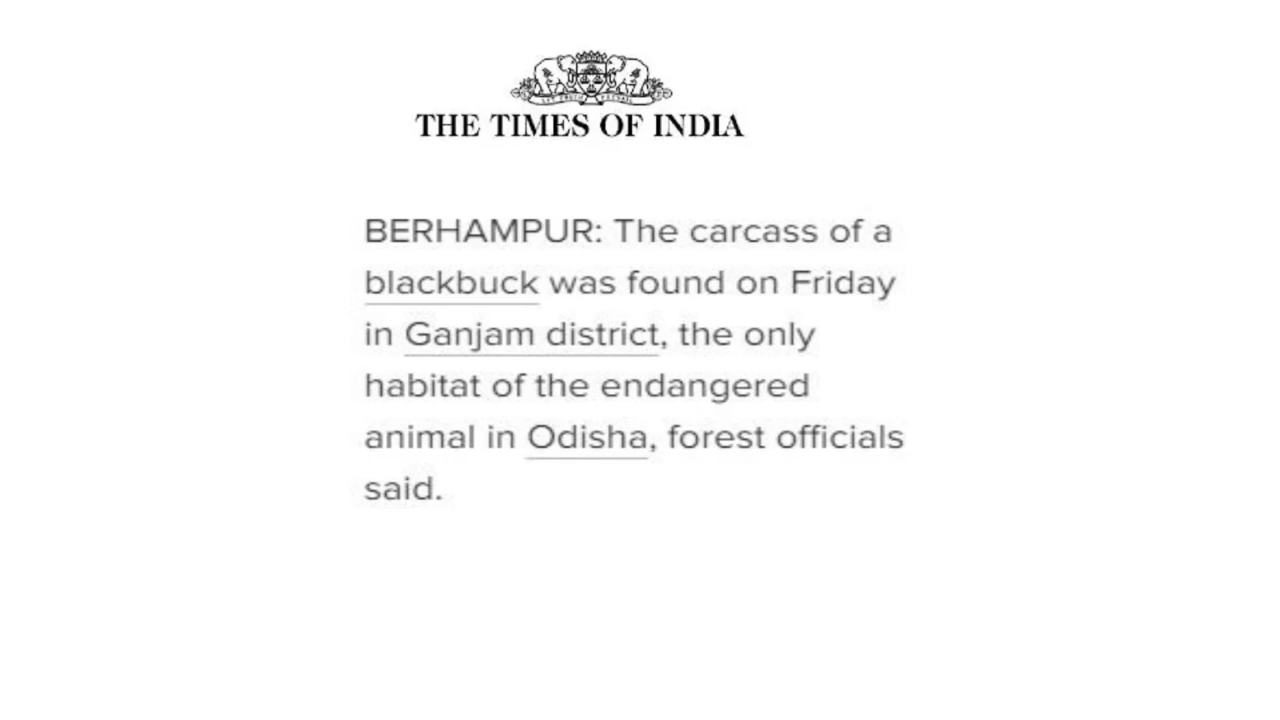 THE TIMES OF INDIA
BERHAMPUR: The carcass of a
blackbuck was found on Friday
in Ganjam district, the only
habitat of the endangered
animal in Odisha, forest officials
said.